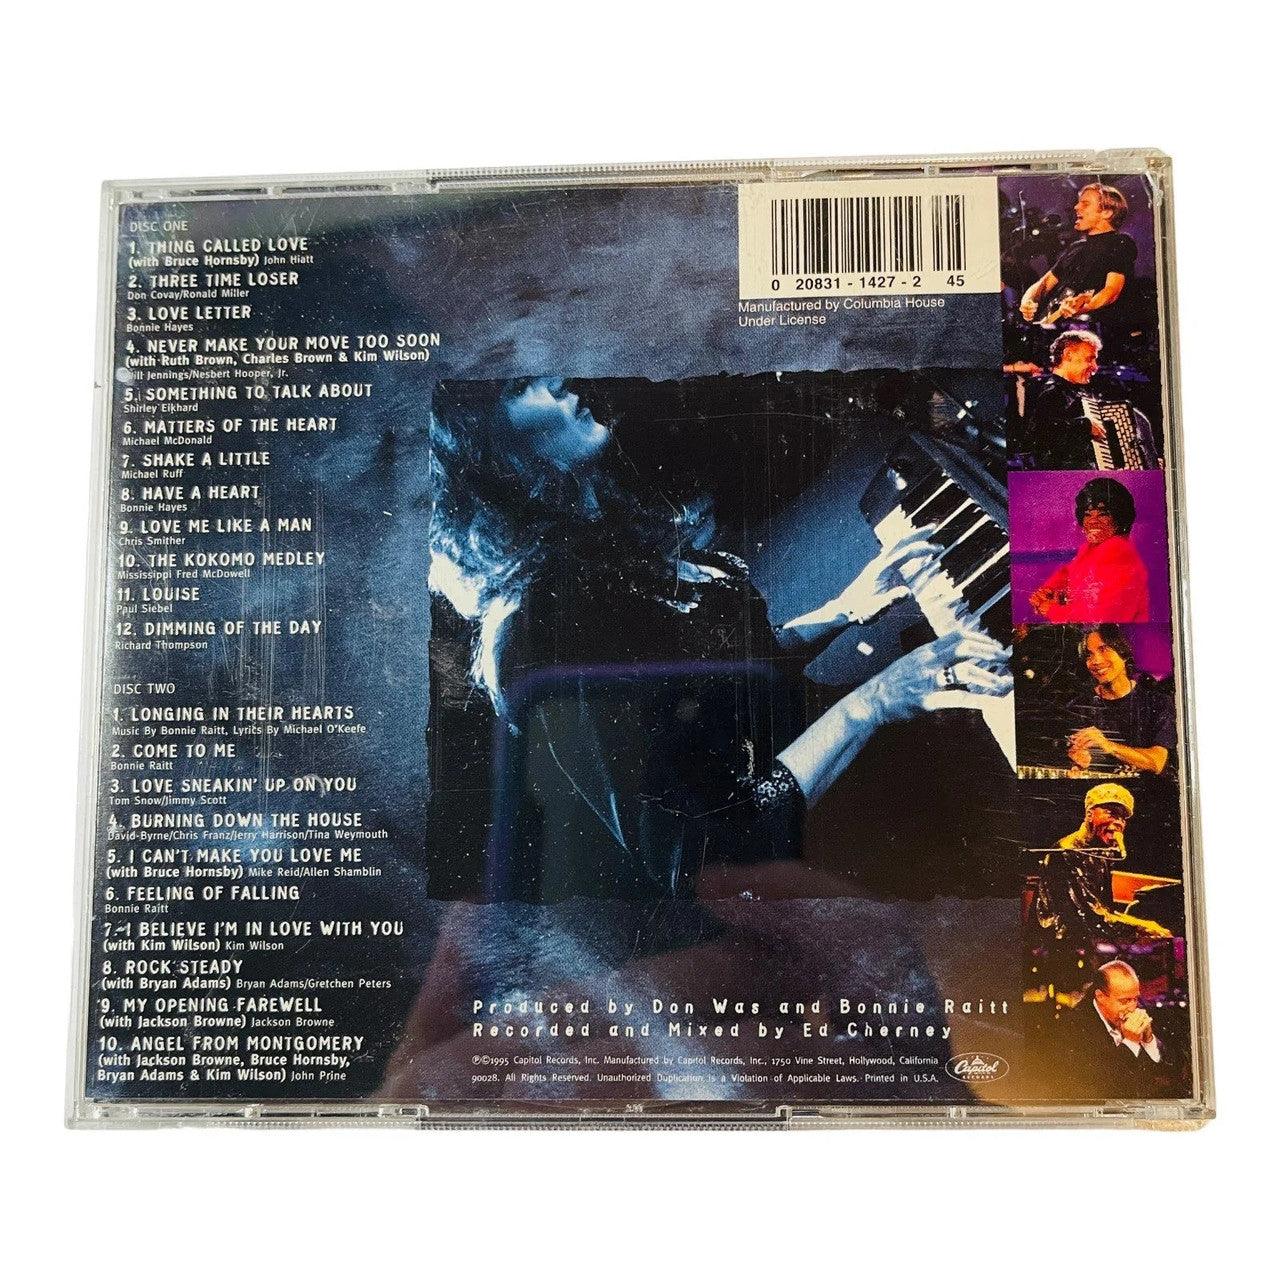 DISC ONE
1. THING CALLED LOVE
(with Bruce Hornsby) John Hiatt
2. THREE TIME LOSER
Don Covay/Ronald Miller
3. LOVE LETTER
Bonnie Hayes
4. NEVER MAKE YOUR MOVE TOO SOON
(with Ruth Brown, Charles Brown & Kim Wilson)
Will Jennings/Nesbert Hooper, Jr.
5. SOMETHING TO TALK ABOUT
Shirley Eikhard
6. MATTERS OF THE HEART
Michael McDonald
7. SHAKE A LITTLE
Michael Ruff
8. HAVE A HEART
Bonnie Hayes
9. LOVE ME LIKE A MAN
Chris Smither
10. THE KOKOMO MEDLEY
Mississippi Fred McDowell
11. LOUISE
Paul Siebel
12. DIMMING OF THE DAY
Richard Thompson
DISC TWO
1. LONGING IN THEIR HEARTS
Music By Bonnie Raitt, Lyrics By Michael O'Keefe
2. COME TO ME
Bonnie Raitt
3. LOVE SNEAKIN' UP ON YOU
Tom Snow/Jimmy Scott
4. BURNING DOWN THE HOUSE
David Byrne/Chris Franz/Jerry Harrison/Tina Weymouth
5. I CAN'T MAKE YOU LOVE ME
(with Bruce Hornsby) Mike Reid/Allen Shamblin
6. FEELING OF FALLING
Bonnie Raitt
7. I BELIEVE I'M IN LOVE WITH YOU
(with Kim Wilson) Kim Wilson
8. ROCK STEADY
(with Bryan Adams) Bryan Adams/Gretchen Peters
9. MY OPENING FAREWELL
(with Jackson Browne) Jackson Browne
10. ANGEL FROM MONTGOMERY
(with Jackson Browne, Bruce Hornsby,
Bryan Adams & Kim Wilson) John Prine
0 20831 - 1427 - 2 45
Manufactured by Columbia House
Under License
Produced by Don Was and Bonnie Raitt
Recorded and Mixed by Ed Cherney
℗©1995 Capitol Records, Inc. Manufactured by Capitol Records, Inc., 1750 Vine Street, Hollywood, California
90028. All Rights Reserved. Unauthorized Duplication Is a Violation of Applicable Laws. Printed in U.S.A.
Capitol
RECORDS